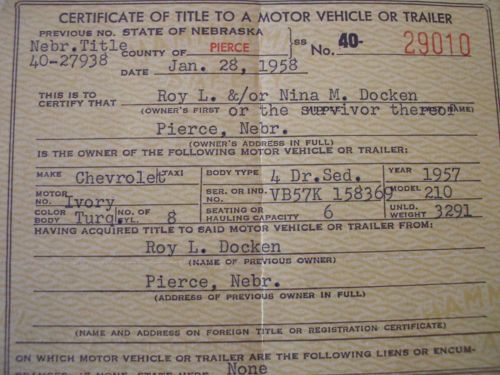 CERTIFICATE OF TITLE TO A MOTOR VEHICLE OR TRAILER
PREVIOUS NO. STATE OF NEBRASKA
Nebr. Title COUNTY OF PIERCE SS No. 40- 29010
40-27938
DATE Jan. 28, 1958
THIS IS TO CERTIFY THAT Roy L. &/or Nina M. Docken
(OWNER'S FIRST or the survivor thereof NAME)
Pierce, Nebr.
(OWNER'S ADDRESS IN FULL)
IS THE OWNER OF THE FOLLOWING MOTOR VEHICLE OR TRAILER:
MAKE Chevrolet TAXI BODY TYPE 4 Dr.Sed. YEAR 1957
MOTOR NO. SER. OR IND. NO. VB57K 158369 MODEL 210
COLOR BODY Ivory Turq. NO. OF CYL. 8 SEATING OR HAULING CAPACITY 6 UNLD. WEIGHT 3291
HAVING ACQUIRED TITLE TO SAID MOTOR VEHICLE OR TRAILER FROM:
Roy L. Docken
(NAME OF PREVIOUS OWNER)
Pierce, Nebr.
(ADDRESS OF PREVIOUS OWNER IN FULL)
(NAME AND ADDRESS ON FOREIGN TITLE OR REGISTRATION CERTIFICATE)
ON WHICH MOTOR VEHICLE OR TRAILER ARE THE FOLLOWING LIENS OR ENCUM-
BRANCES, IF NONE, STATE HERE None